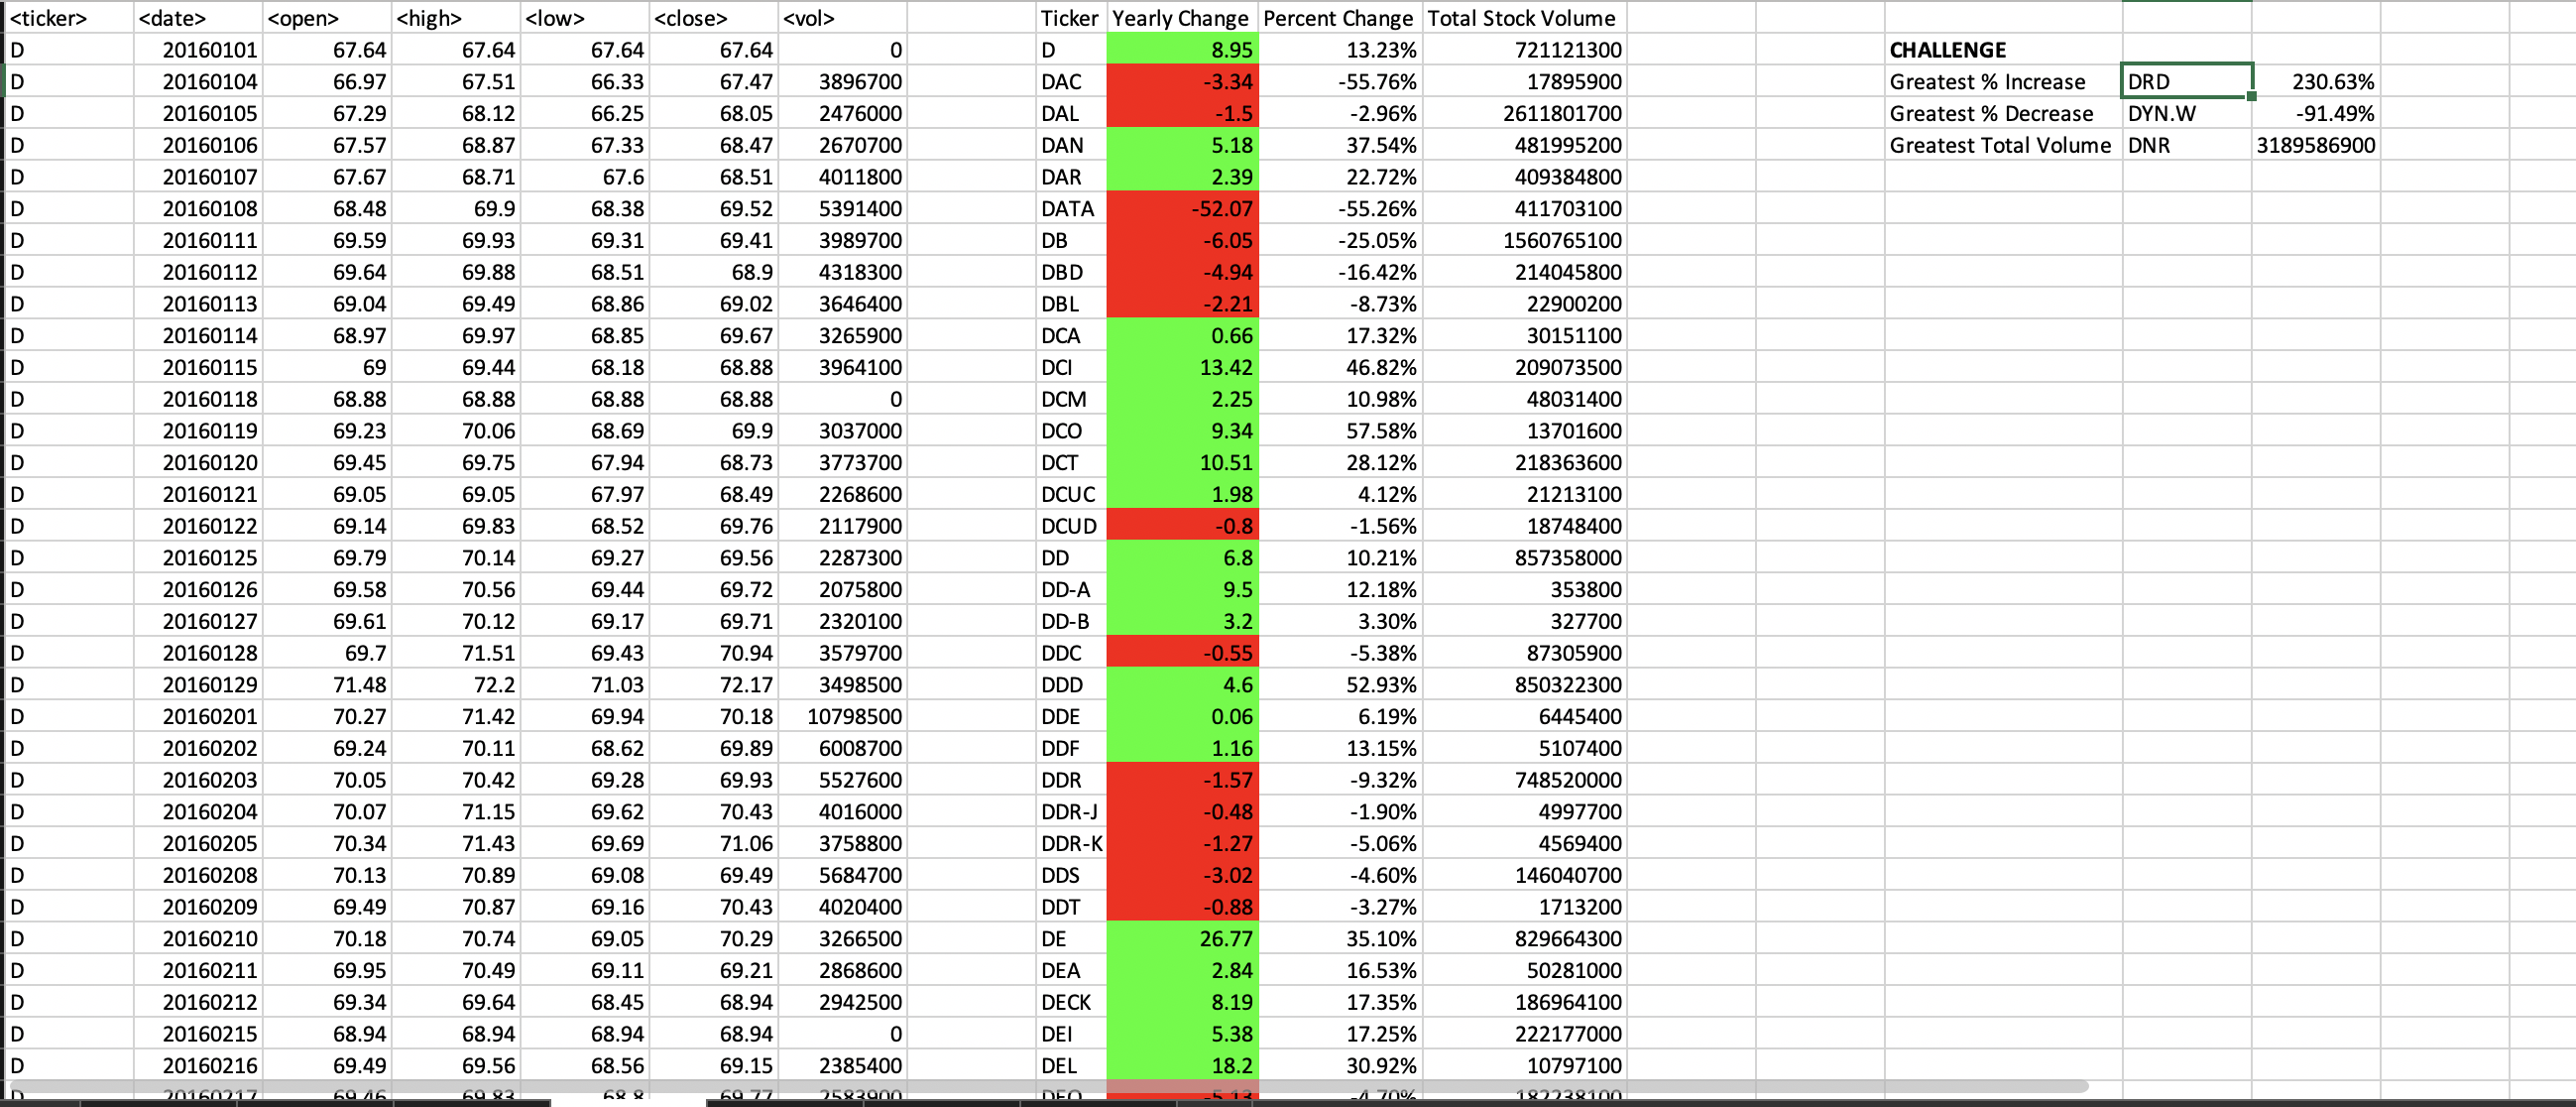 <ticker> <date> <open> <high> <low> <close> <vol> Ticker Yearly Change Percent Change Total Stock Volume
D 20160101 67.64 67.64 67.64 67.64 0 D 8.95 13.23% 721121300 CHALLENGE
D 20160104 66.97 67.51 66.33 67.47 3896700 DAC -3.34 -55.76% 17895900 Greatest % Increase DRD 230.63%
D 20160105 67.29 68.12 66.25 68.05 2476000 DAL -1.5 -2.96% 2611801700 Greatest % Decrease DYN.W -91.49%
D 20160106 67.57 68.87 67.33 68.47 2670700 DAN 5.18 37.54% 481995200 Greatest Total Volume DNR 3189586900
D 20160107 67.67 68.71 67.6 68.51 4011800 DAR 2.39 22.72% 409384800
D 20160108 68.48 69.9 68.38 69.52 5391400 DATA -52.07 -55.26% 411703100
D 20160111 69.59 69.93 69.31 69.41 3989700 DB -6.05 -25.05% 1560765100
D 20160112 69.64 69.88 68.51 68.9 4318300 DBD -4.94 -16.42% 214045800
D 20160113 69.04 69.49 68.86 69.02 3646400 DBL -2.21 -8.73% 22900200
D 20160114 68.97 69.97 68.85 69.67 3265900 DCA 0.66 17.32% 30151100
D 20160115 69 69.44 68.18 68.88 3964100 DCI 13.42 46.82% 209073500
D 20160118 68.88 68.88 68.88 68.88 0 DCM 2.25 10.98% 48031400
D 20160119 69.23 70.06 68.69 69.9 3037000 DCO 9.34 57.58% 13701600
D 20160120 69.45 69.75 67.94 68.73 3773700 DCT 10.51 28.12% 218363600
D 20160121 69.05 69.05 67.97 68.49 2268600 DCUC 1.98 4.12% 21213100
D 20160122 69.14 69.83 68.52 69.76 2117900 DCUD -0.8 -1.56% 18748400
D 20160125 69.79 70.14 69.27 69.56 2287300 DD 6.8 10.21% 857358000
D 20160126 69.58 70.56 69.44 69.72 2075800 DD-A 9.5 12.18% 353800
D 20160127 69.61 70.12 69.17 69.71 2320100 DD-B 3.2 3.30% 327700
D 20160128 69.7 71.51 69.43 70.94 3579700 DDC -0.55 -5.38% 87305900
D 20160129 71.48 72.2 71.03 72.17 3498500 DDD 4.6 52.93% 850322300
D 20160201 70.27 71.42 69.94 70.18 10798500 DDE 0.06 6.19% 6445400
D 20160202 69.24 70.11 68.62 69.89 6008700 DDF 1.16 13.15% 5107400
D 20160203 70.05 70.42 69.28 69.93 5527600 DDR -1.57 -9.32% 748520000
D 20160204 70.07 71.15 69.62 70.43 4016000 DDR-J -0.48 -1.90% 4997700
D 20160205 70.34 71.43 69.69 71.06 3758800 DDR-K -1.27 -5.06% 4569400
D 20160208 70.13 70.89 69.08 69.49 5684700 DDS -3.02 -4.60% 146040700
D 20160209 69.49 70.87 69.16 70.43 4020400 DDT -0.88 -3.27% 1713200
D 20160210 70.18 70.74 69.05 70.29 3266500 DE 26.77 35.10% 829664300
D 20160211 69.95 70.49 69.11 69.21 2868600 DEA 2.84 16.53% 50281000
D 20160212 69.34 69.64 68.45 68.94 2942500 DECK 8.19 17.35% 186964100
D 20160215 68.94 68.94 68.94 68.94 0 DEI 5.38 17.25% 222177000
D 20160216 69.49 69.56 68.56 69.15 2385400 DEL 18.2 30.92% 10797100
D 20160217 69.46 69.83 68.8 69.77 2583900 DEO -5.13 -4.70% 182238100